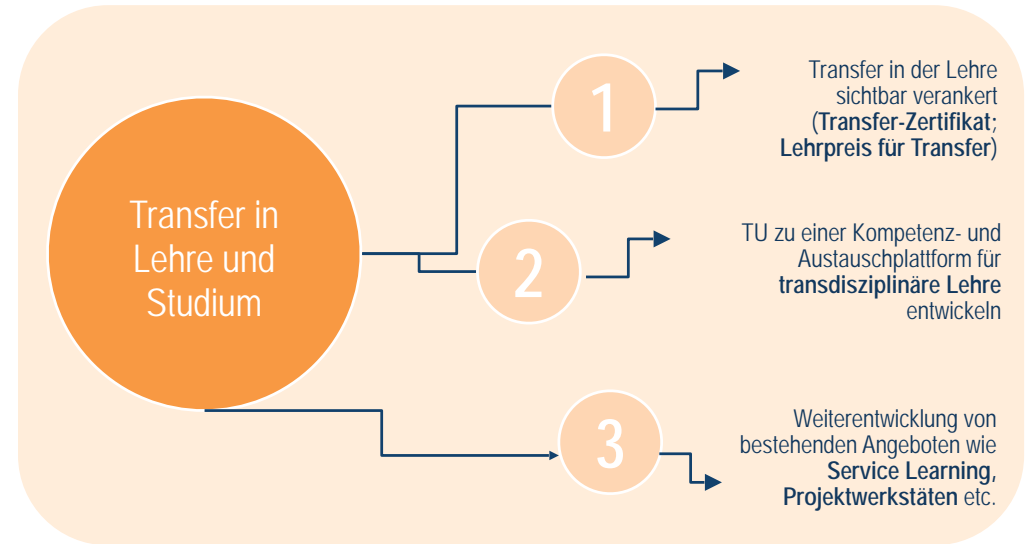 Transfer in
Lehre und
Studium
1
Transfer in der Lehre
sichtbar verankert
(Transfer-Zertifikat;
Lehrpreis für Transfer)
2
TU zu einer Kompetenz- und
Austauschplattform für
transdisziplinäre Lehre
entwickeln
3
Weiterentwicklung von
bestehenden Angeboten wie
Service Learning,
Projektwerkstäten etc.